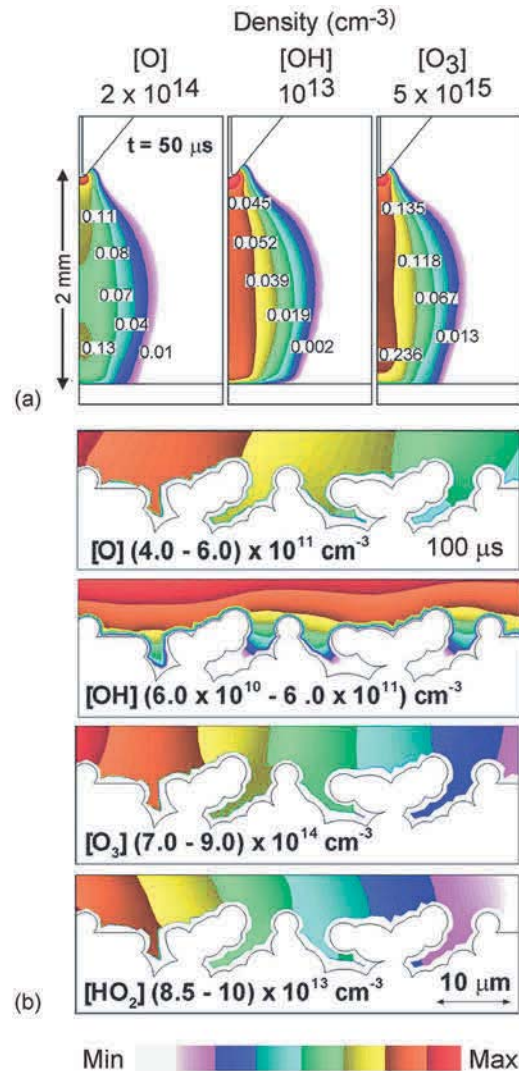 Density (cm-3)
[O] [OH] [O3]
2 x 10^14 10^13 5 x 10^15
t = 50 μs
0.11 0.045 0.135
0.08 0.052 0.118
0.07 0.039 0.067
0.04 0.019 0.013
0.13 0.01 0.002 0.236
2 mm
(a)
[O] (4.0 - 6.0) x 10^11 cm^-3 100 μs
[OH] (6.0 x 10^10 - 6 .0 x 10^11) cm^-3
[O3] (7.0 - 9.0) x 10^14 cm^-3
[HO2] (8.5 - 10) x 10^13 cm^-3 10 μm
(b)
Min Max